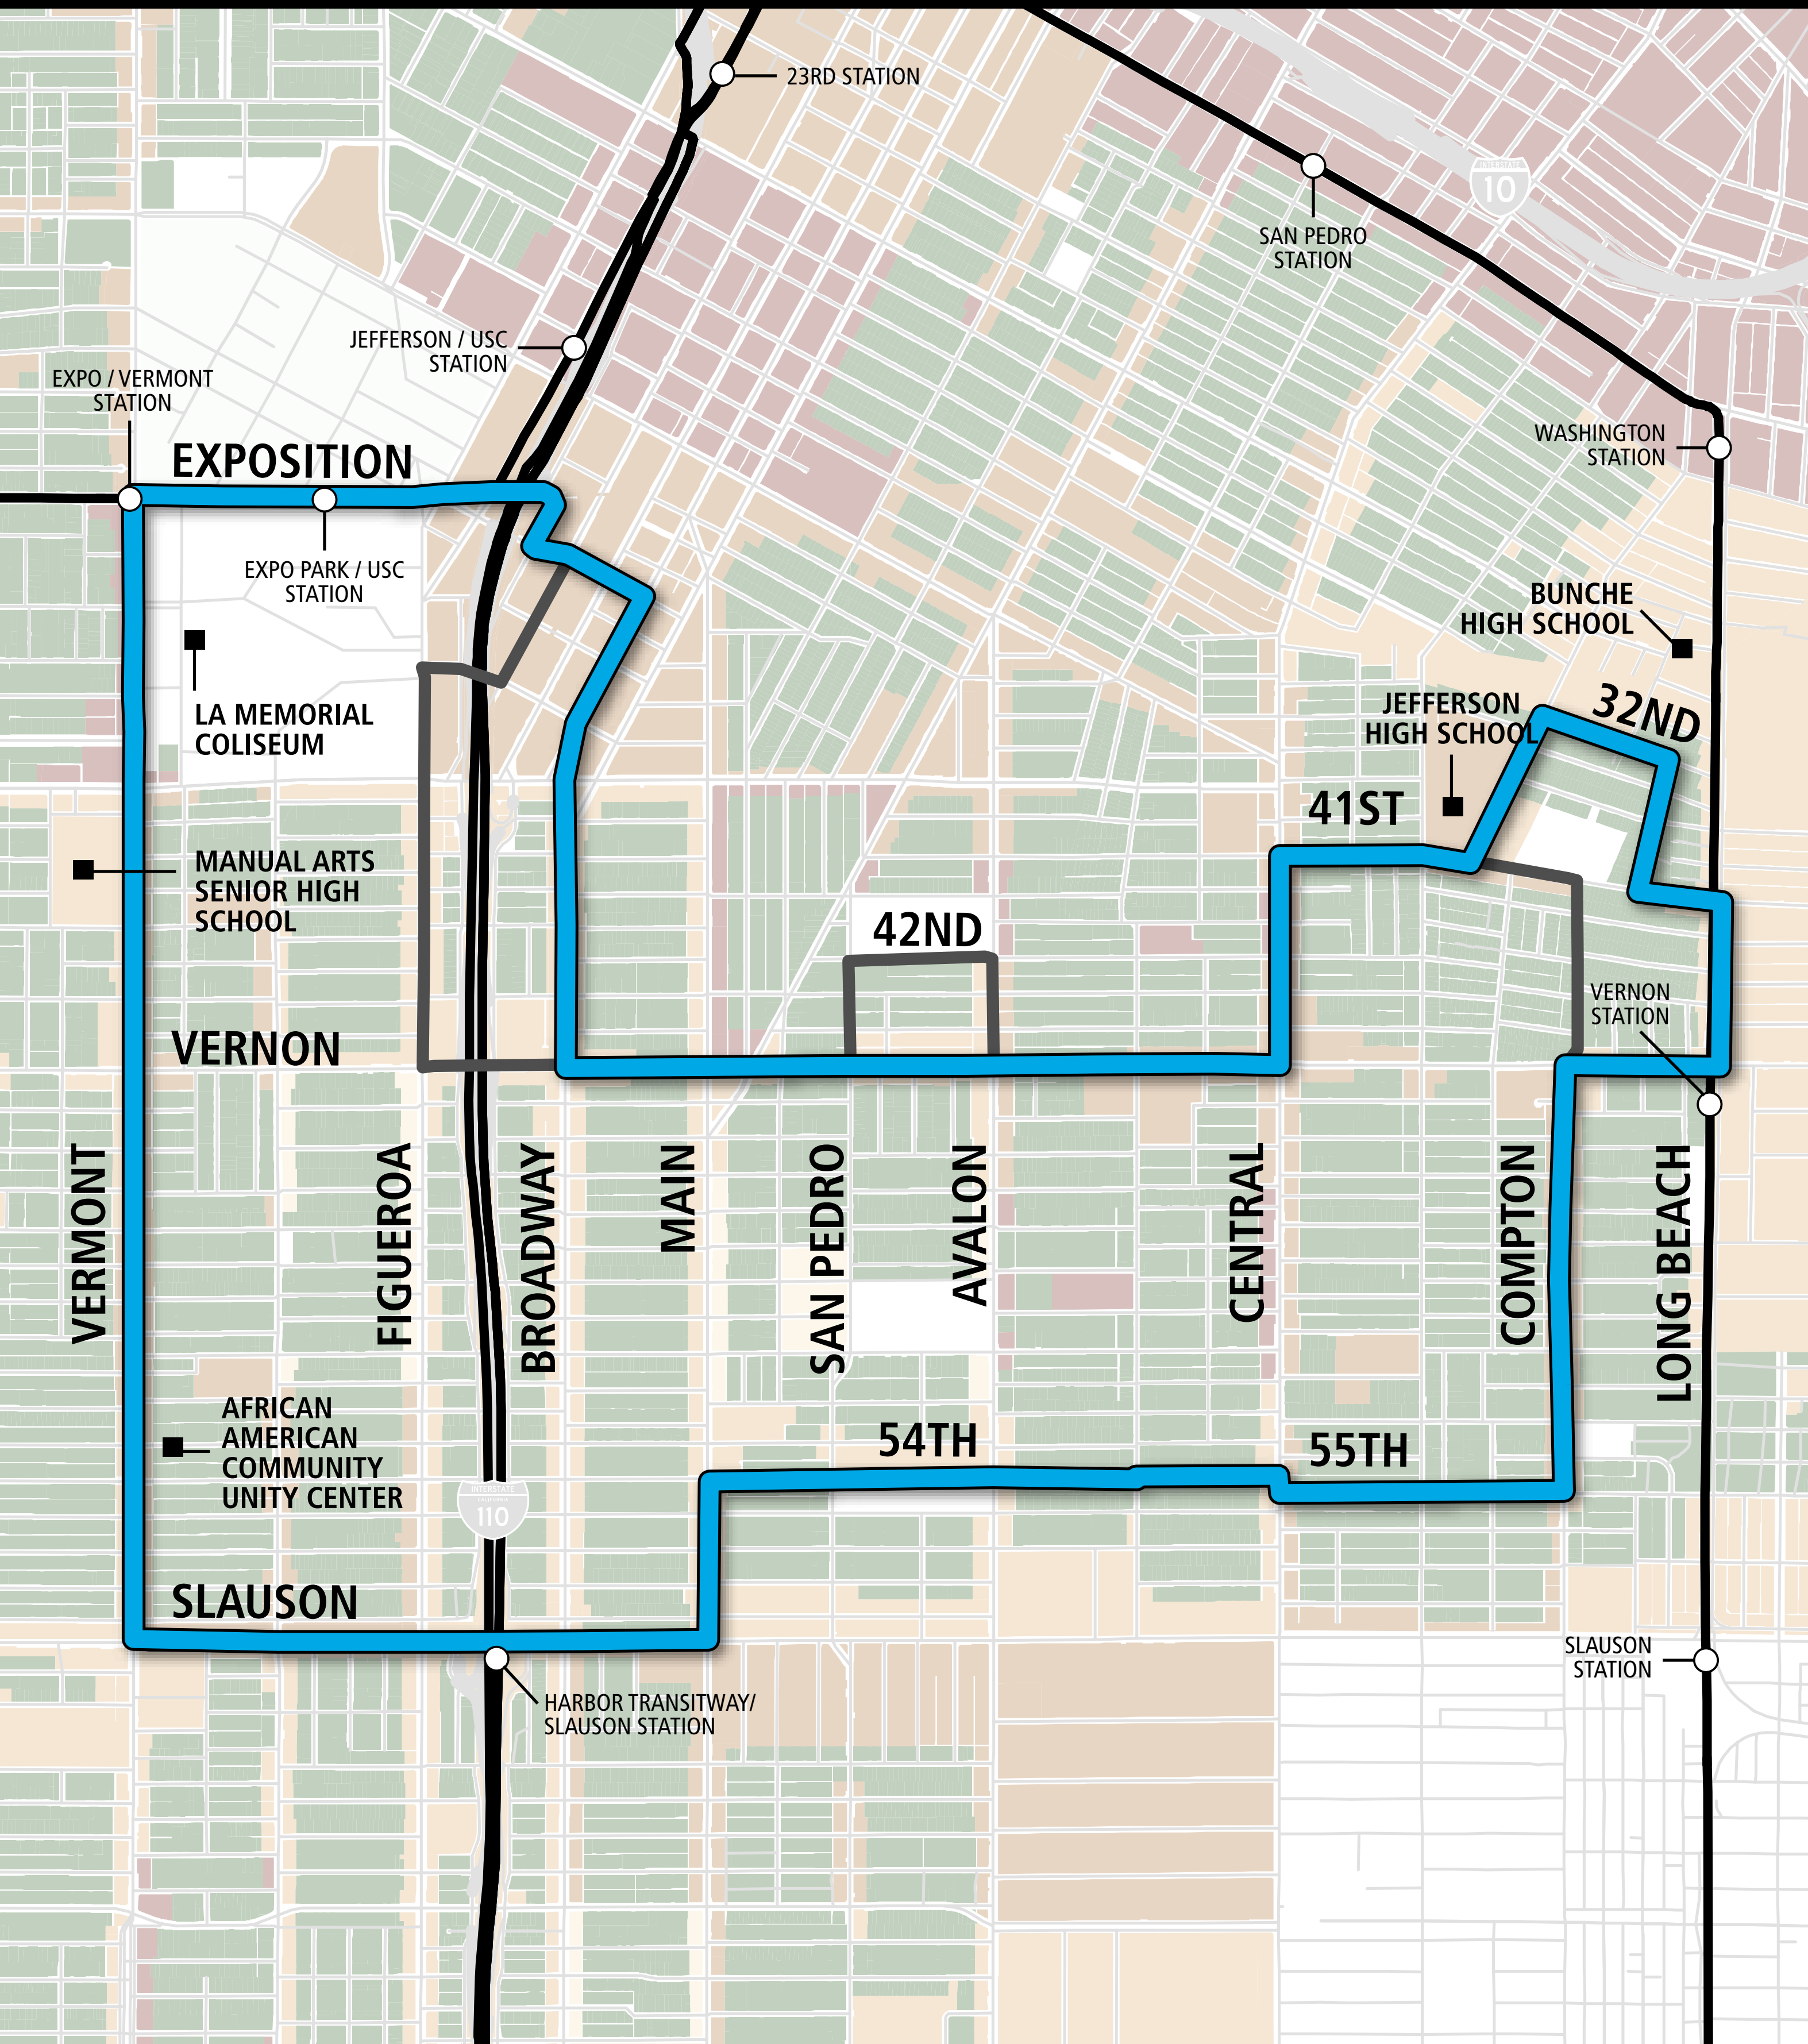 23RD STATION
INTERSTATE
10
SAN PEDRO
STATION
JEFFERSON / USC
STATION
EXPO / VERMONT
STATION
WASHINGTON
STATION
EXPOSITION
EXPO PARK / USC
STATION
BUNCHE
HIGH SCHOOL
32ND
JEFFERSON
HIGH SCHOOL
LA MEMORIAL
COLISEUM
41ST
MANUAL ARTS
SENIOR HIGH
SCHOOL
42ND
VERNON
STATION
VERNON
VERMONT
FIGUEROA
BROADWAY
MAIN
SAN PEDRO
AVALON
CENTRAL
COMPTON
LONG BEACH
AFRICAN
AMERICAN
COMMUNITY
UNITY CENTER
54TH
55TH
INTERSTATE
CALIFORNIA
110
SLAUSON
SLAUSON
STATION
HARBOR TRANSITWAY/
SLAUSON STATION